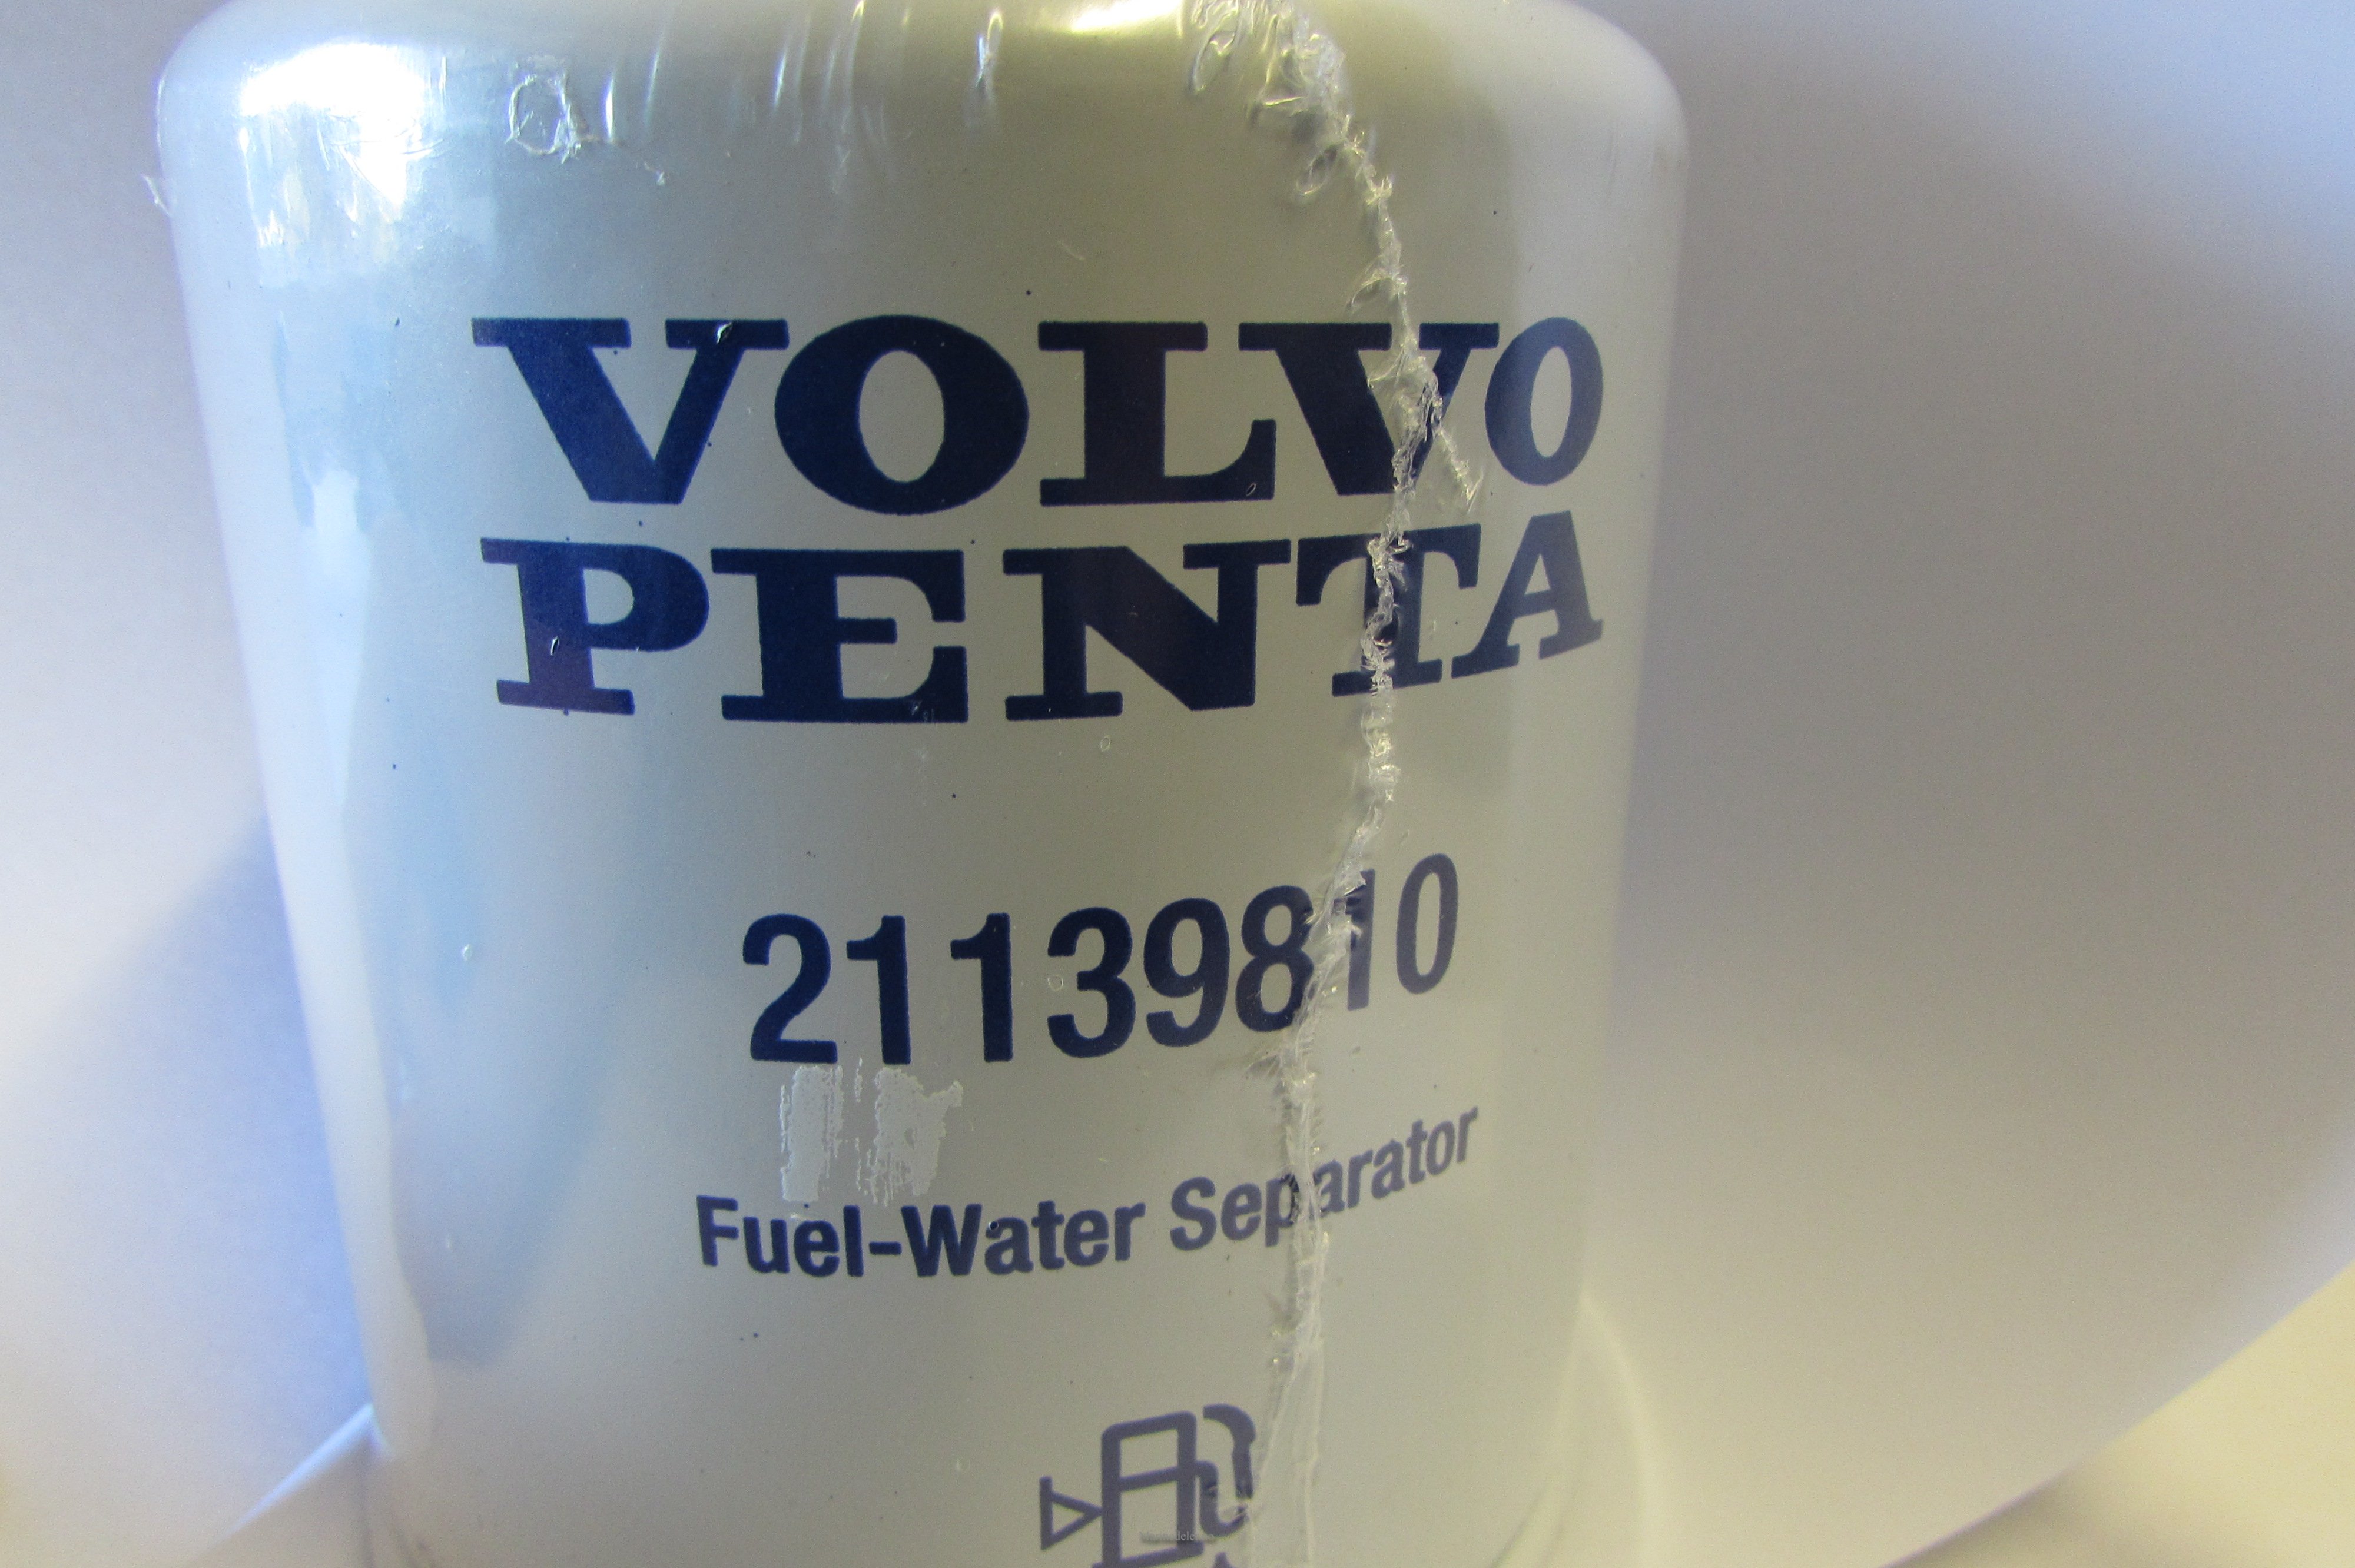 VOLVO
PENTA
21139810
Fuel-Water Separator